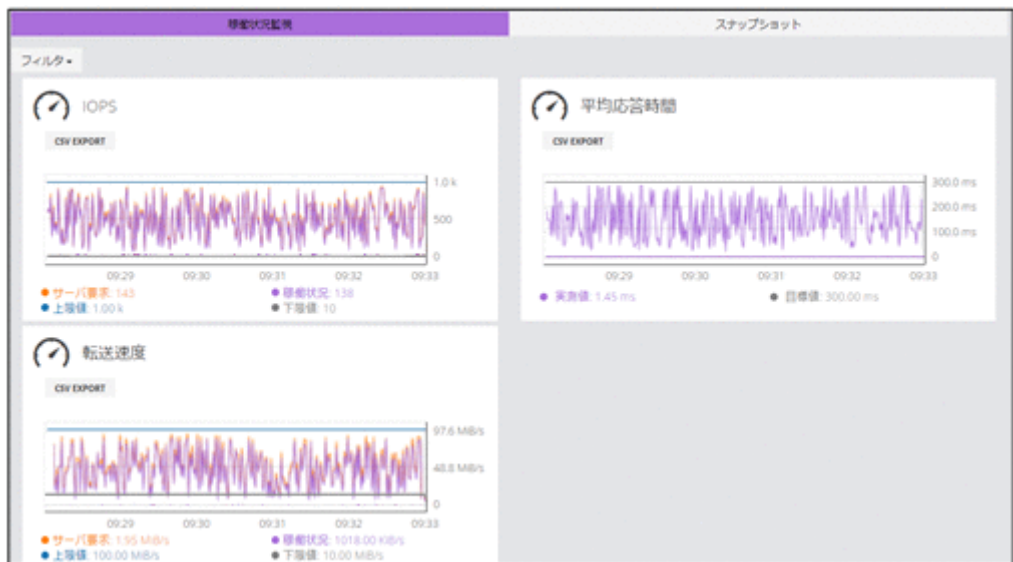 稼働状況監視 スナップショット
フィルタ
IOPS
CSV EXPORT
1.0 k
500
0
09:29 09:30 09:31 09:32 09:33
サーバ要求: 143 稼働状況: 138
上限値: 1.00 k 下限値: 10
平均応答時間
CSV EXPORT
300.0 ms
200.0 ms
100.0 ms
0
09:29 09:30 09:31 09:32 09:33
実測値: 1.45 ms 目標値: 300.00 ms
転送速度
CSV EXPORT
97.6 MiB/s
48.8 MiB/s
0
09:29 09:30 09:31 09:32 09:33
サーバ要求: 1.95 MiB/s 稼働状況: 1018.00 KiB/s
上限値: 100.00 MiB/s 下限値: 10.00 MiB/s